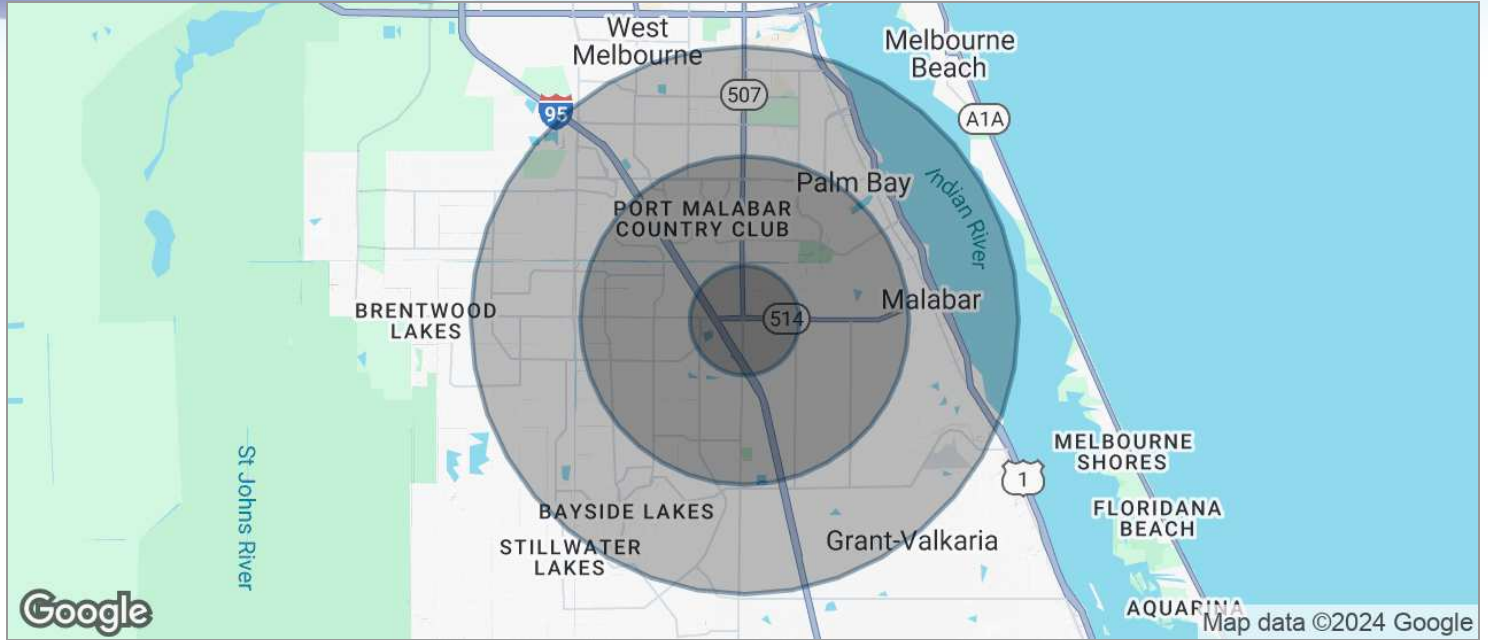 West
Melbourne
Melbourne
Beach
507
95
A1A
Palm Bay
Indian River
PORT MALABAR
COUNTRY CLUB
Malabar
BRENTWOOD
LAKES
514
MELBOURNE
SHORES
St Johns River
1
BAYSIDE LAKES
FLORIDANA
BEACH
STILLWATER
LAKES
Grant-Valkaria
AQUARINA
Google
Map data ©2024 Google